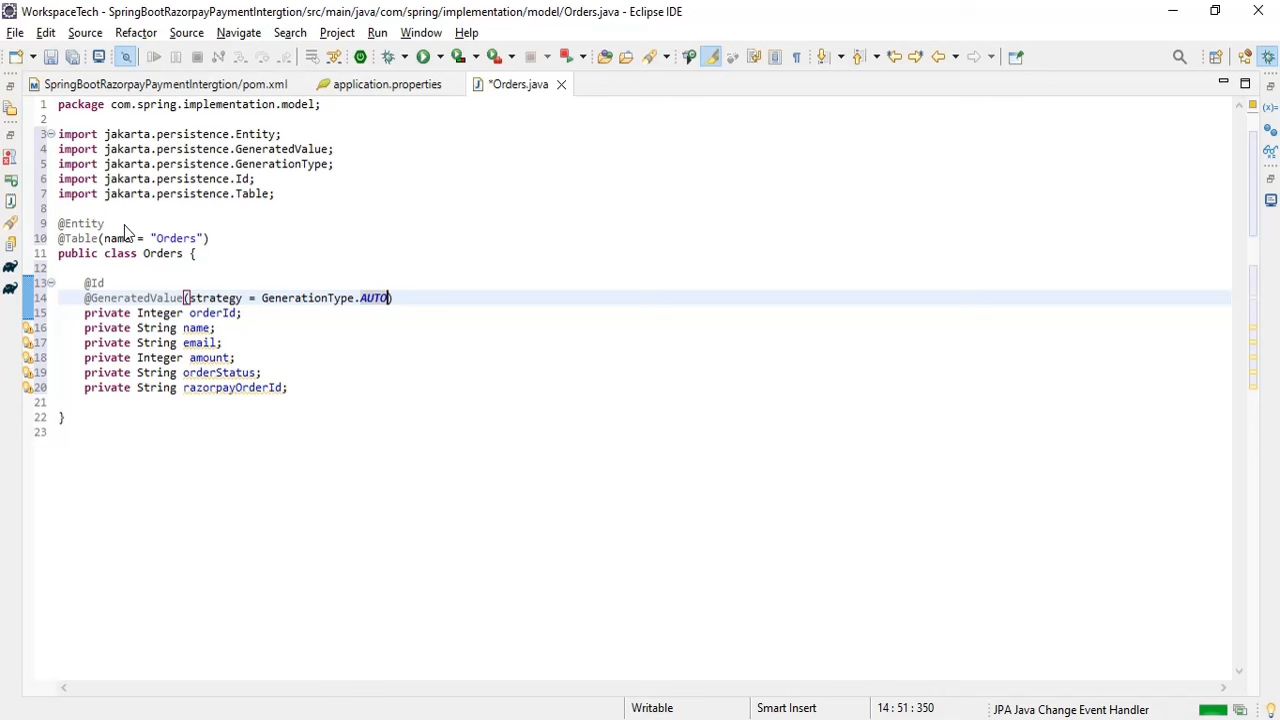 WorkspaceTech - SpringBootRazorpayPaymentIntergtion/src/main/java/com/spring/implementation/model/Orders.java - Eclipse IDE
File Edit Source Refactor Source Navigate Search Project Run Window Help
SpringBootRazorpayPaymentIntergtion/pom.xml application.properties *Orders.java
1 package com.spring.implementation.model;
2
3 import jakarta.persistence.Entity;
4 import jakarta.persistence.GeneratedValue;
5 import jakarta.persistence.GenerationType;
6 import jakarta.persistence.Id;
7 import jakarta.persistence.Table;
8
9 @Entity
10 @Table(name = "Orders")
11 public class Orders {
12
13 @Id
14 @GeneratedValue(strategy = GenerationType.AUTO)
15 private Integer orderId;
16 private String name;
17 private String email;
18 private Integer amount;
19 private String orderStatus;
20 private String razorpayOrderId;
21
22 }
23
Writable Smart Insert 14 : 51 : 350 JPA Java Change Event Handler